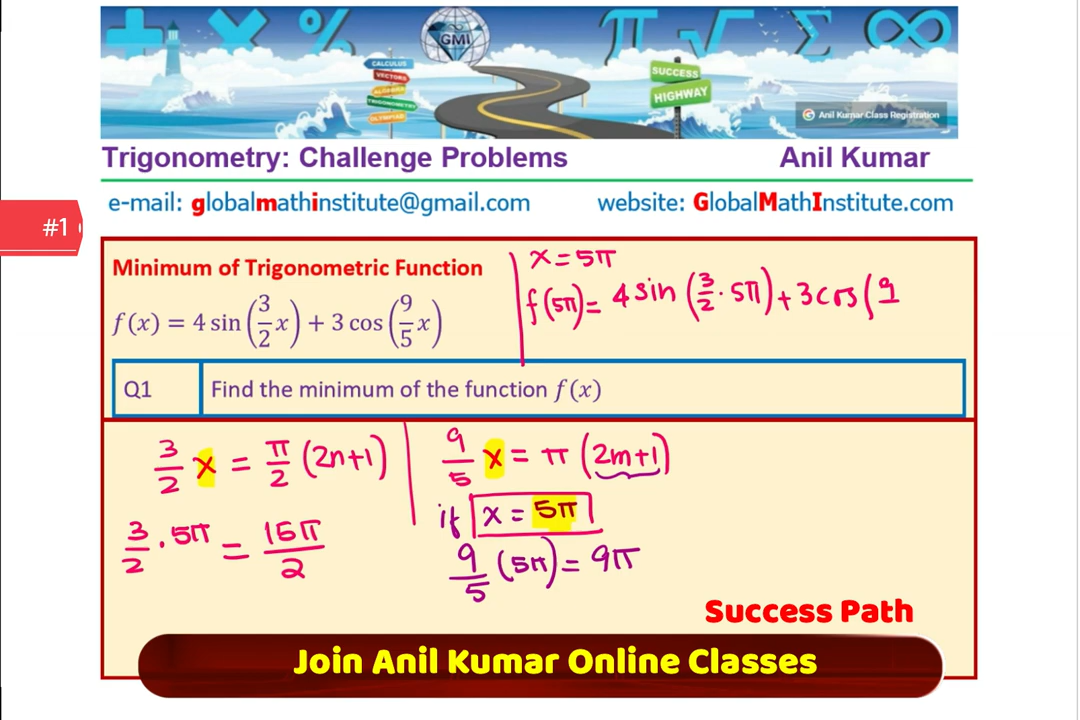 GMI
CALCULUS
VECTORS
ALGEBRA
TRIGONOMETRY
OLYMPIAD
SUCCESS
HIGHWAY
Anil Kumar Class Registration
Trigonometry: Challenge Problems Anil Kumar
e-mail: globalmathinstitute@gmail.com website: GlobalMathInstitute.com
#1
Minimum of Trigonometric Function
f(x) = 4 sin(3/2 x) + 3 cos(9/5 x)
x = 5π
f(5π) = 4 sin(3/2 · 5π) + 3 cos(9
Q1 Find the minimum of the function f(x)
3/2 x = π/2 (2n+1)
9/5 x = π (2m+1)
if x = 5π
3/2 · 5π = 15π/2
9/5 (5π) = 9π
Success Path
Join Anil Kumar Online Classes